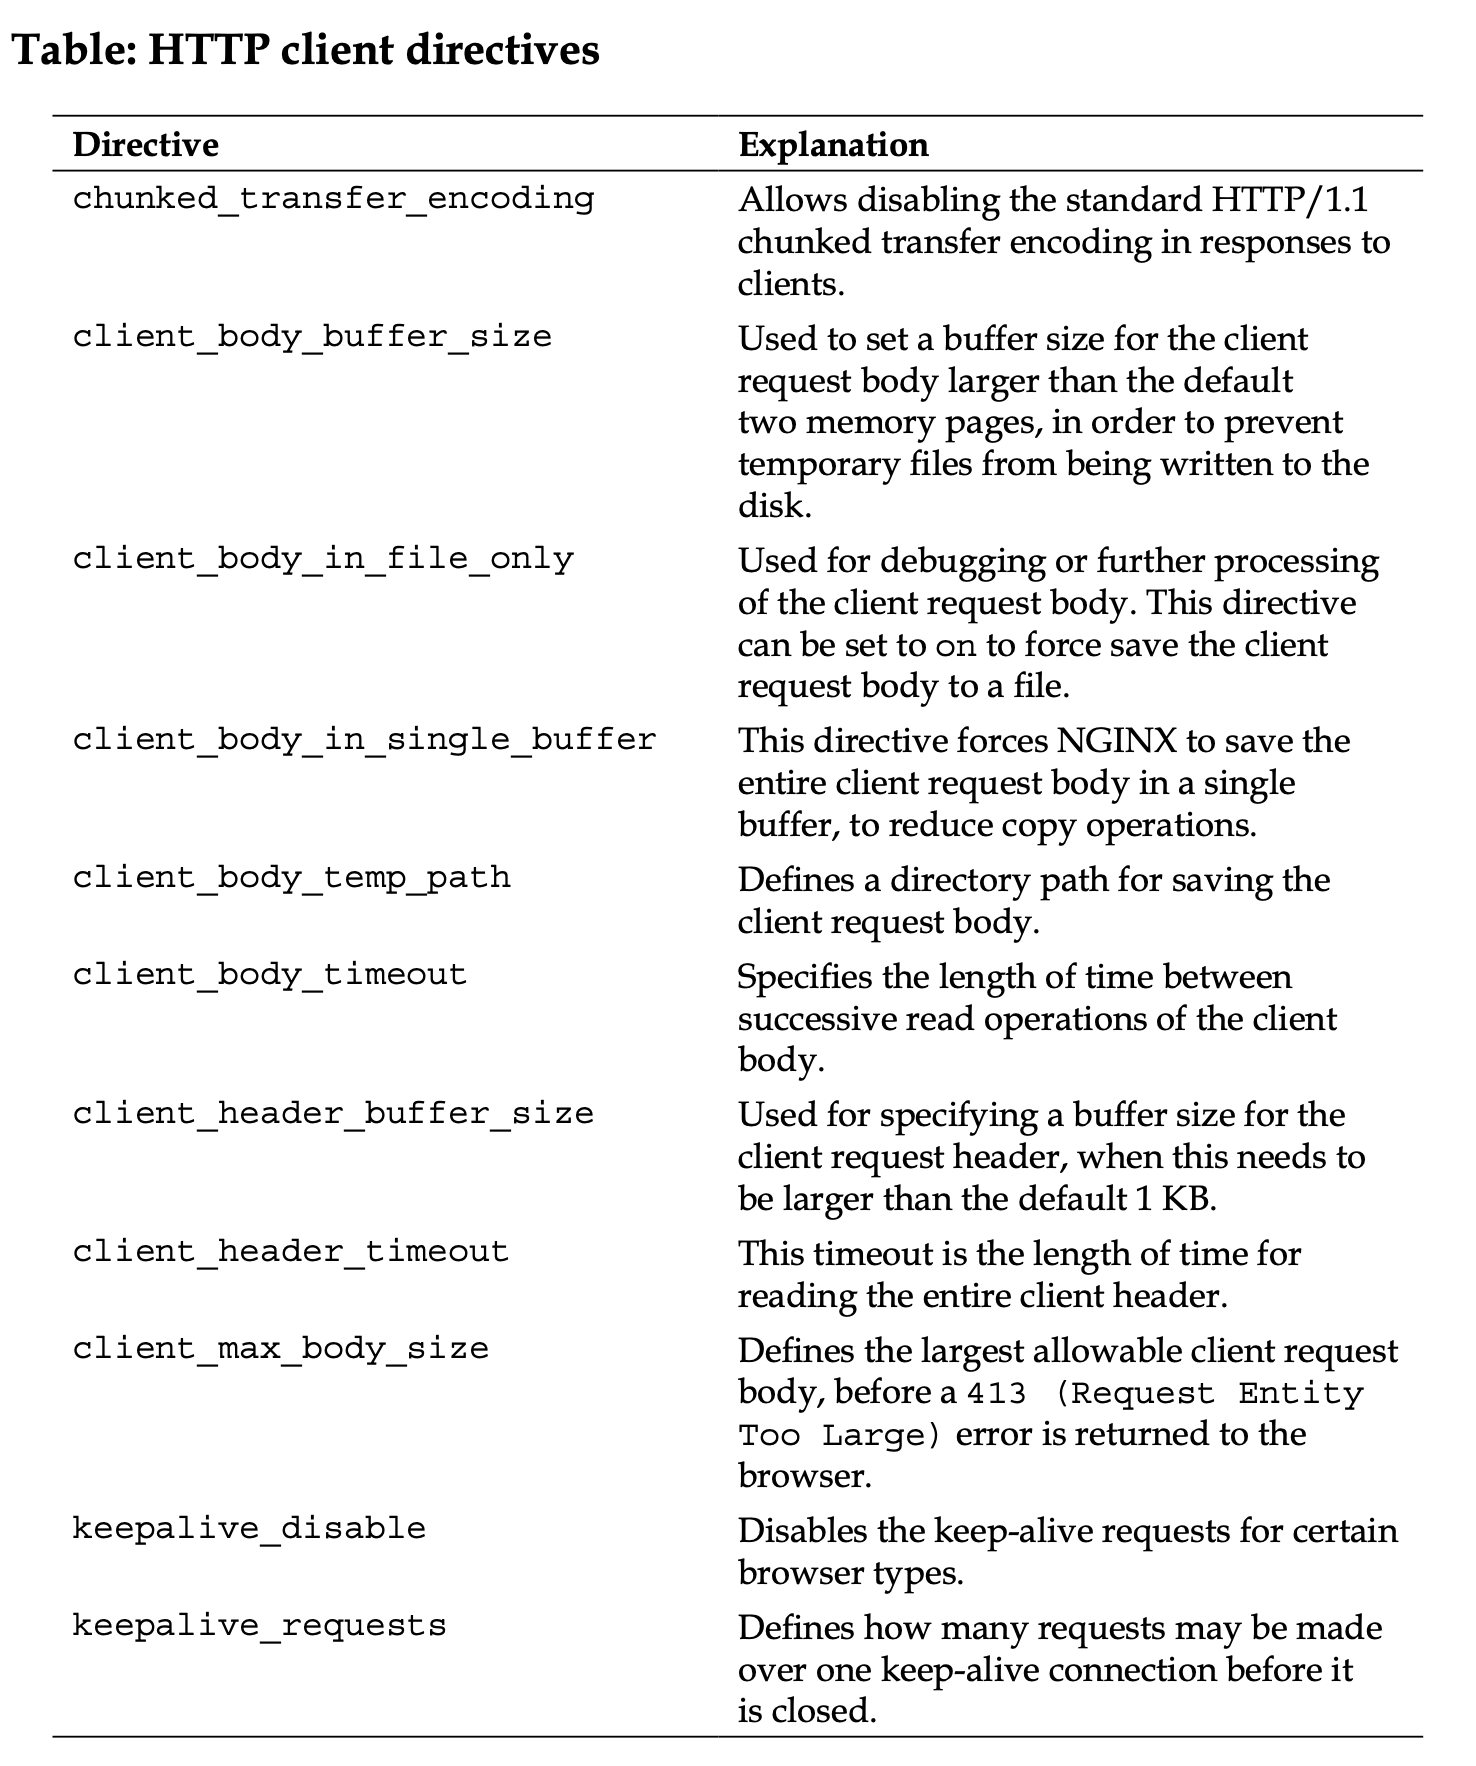 Table: HTTP client directives
Directive Explanation
chunked_transfer_encoding Allows disabling the standard HTTP/1.1
chunked transfer encoding in responses to
clients.
client_body_buffer_size Used to set a buffer size for the client
request body larger than the default
two memory pages, in order to prevent
temporary files from being written to the
disk.
client_body_in_file_only Used for debugging or further processing
of the client request body. This directive
can be set to on to force save the client
request body to a file.
client_body_in_single_buffer This directive forces NGINX to save the
entire client request body in a single
buffer, to reduce copy operations.
client_body_temp_path Defines a directory path for saving the
client request body.
client_body_timeout Specifies the length of time between
successive read operations of the client
body.
client_header_buffer_size Used for specifying a buffer size for the
client request header, when this needs to
be larger than the default 1 KB.
client_header_timeout This timeout is the length of time for
reading the entire client header.
client_max_body_size Defines the largest allowable client request
body, before a 413 (Request Entity
Too Large) error is returned to the
browser.
keepalive_disable Disables the keep-alive requests for certain
browser types.
keepalive_requests Defines how many requests may be made
over one keep-alive connection before it
is closed.